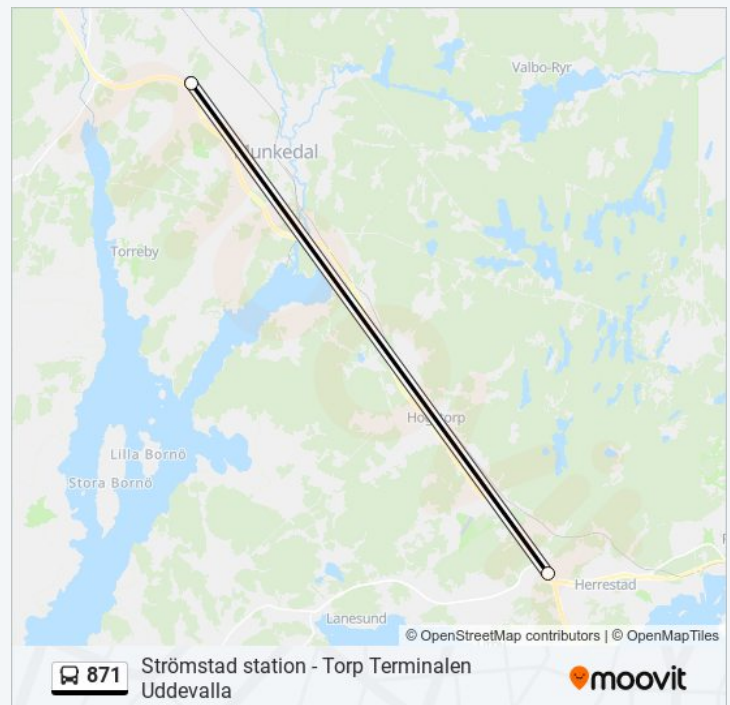 Valbo-Ryr
Munkedal
Torreby
Hogstorp
Lilla Bornö
Stora Bornö
Herrestad
Lanesund
© OpenStreetMap contributors | © OpenMapTiles
871
Strömstad station - Torp Terminalen
Uddevalla
moovit